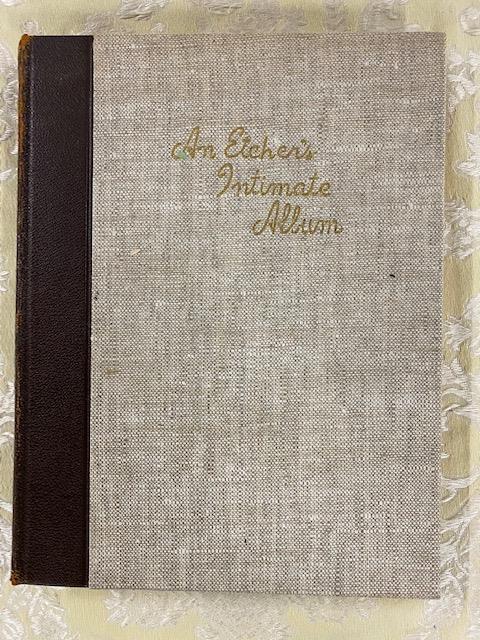 An Etcher's
Intimate
Album